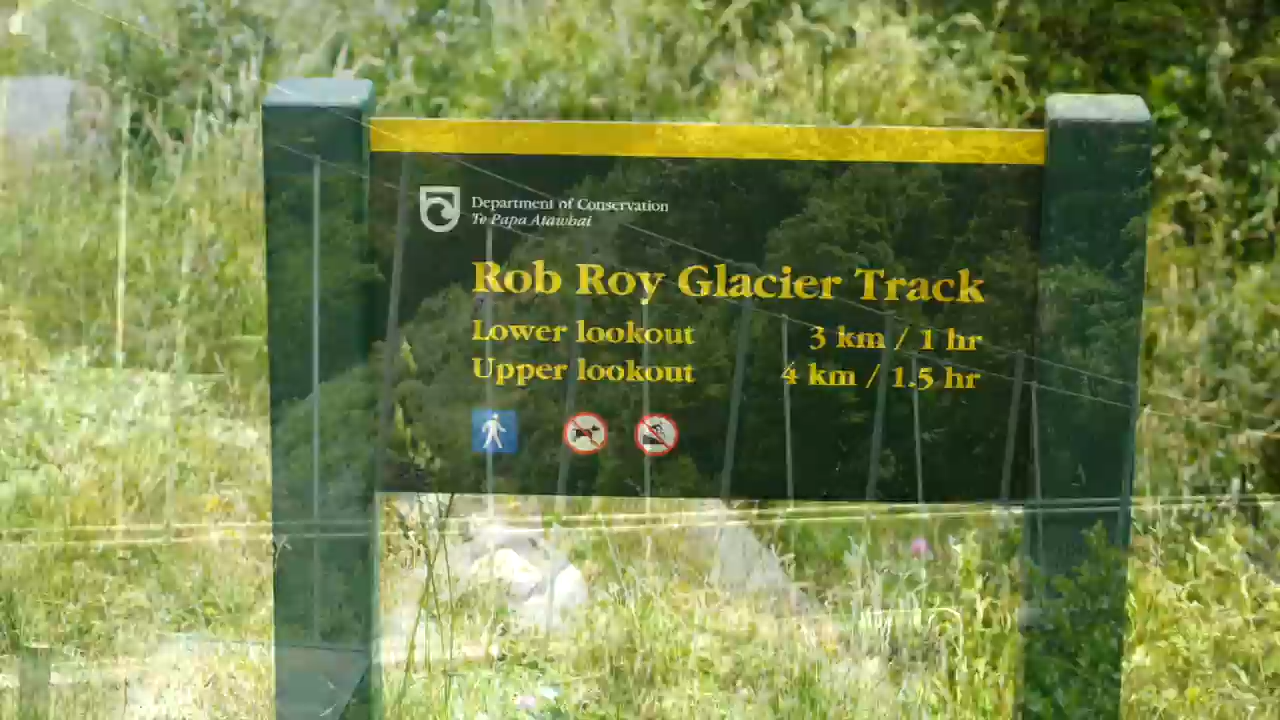 Department of Conservation
Te Papa Atawhai
Rob Roy Glacier Track
Lower lookout 3 km / 1 hr
Upper lookout 4 km / 1.5 hr